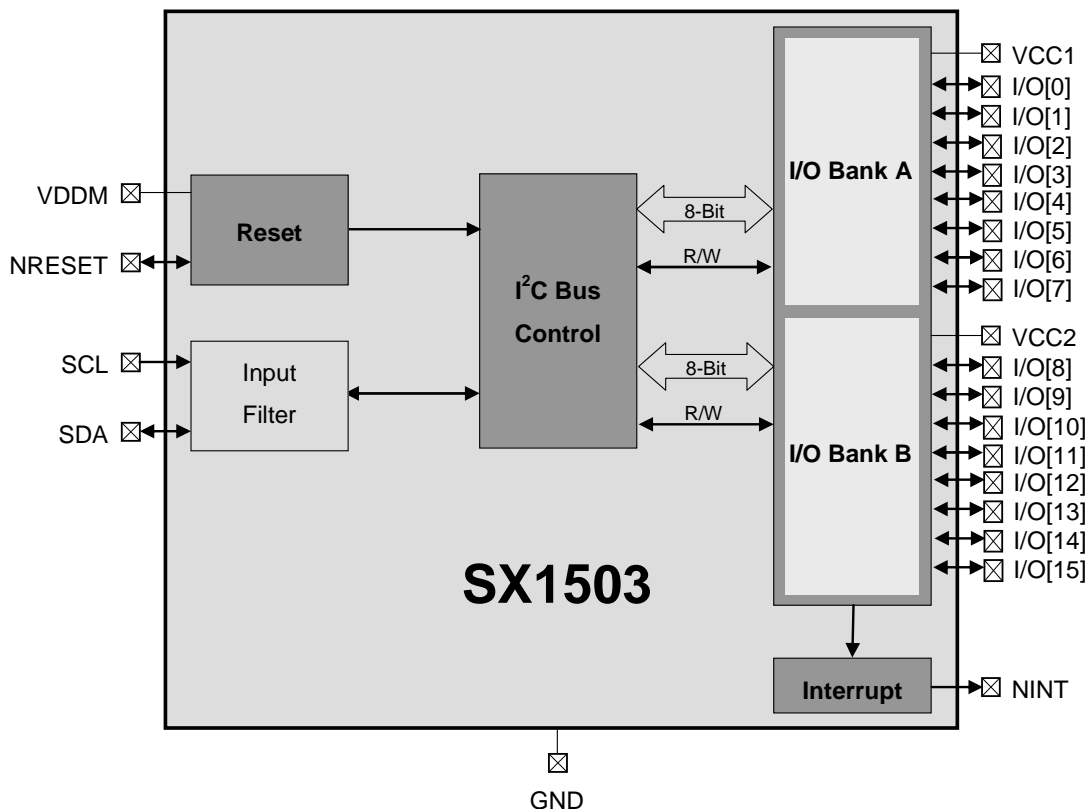 VCC1
I/O[0]
I/O[1]
I/O[2]
I/O[3]
I/O[4]
I/O[5]
I/O[6]
I/O[7]
I/O Bank A
VDDM
NRESET
Reset
8-Bit
R/W
I²C Bus
Control
SCL
SDA
Input
Filter
8-Bit
R/W
VCC2
I/O[8]
I/O[9]
I/O[10]
I/O[11]
I/O[12]
I/O[13]
I/O[14]
I/O[15]
I/O Bank B
SX1503
Interrupt
NINT
GND